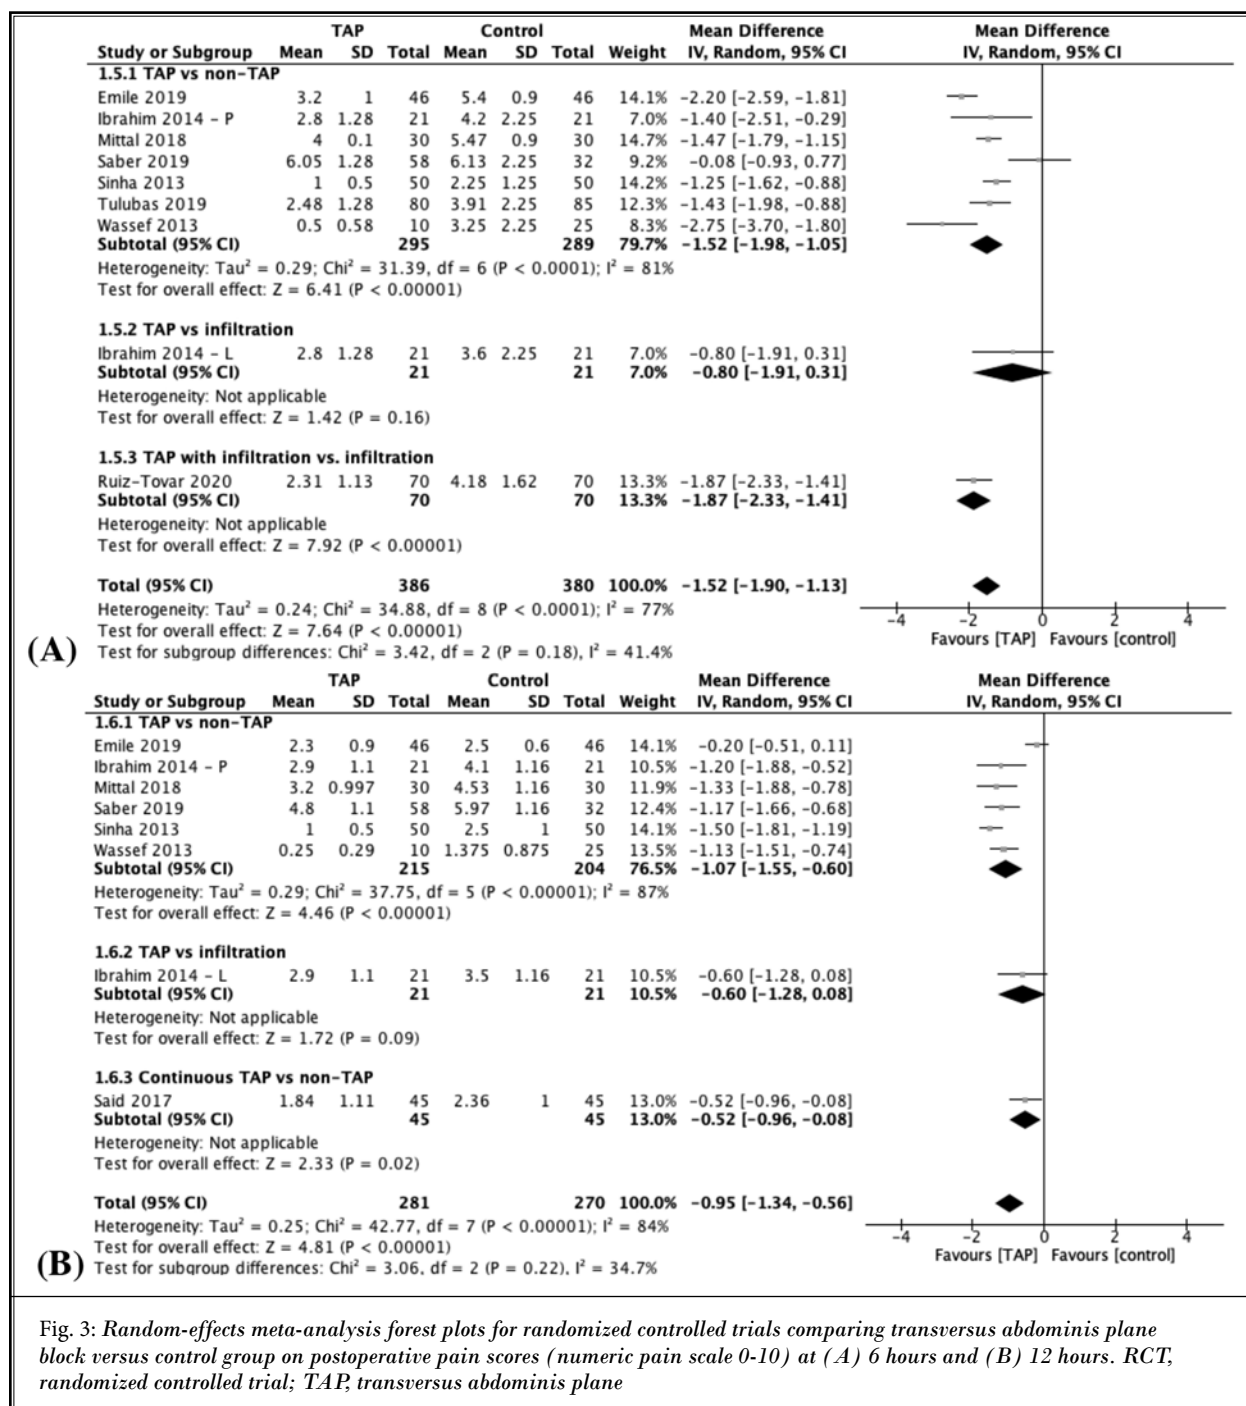 TAP Control Mean Difference Mean Difference
Study or Subgroup Mean SD Total Mean SD Total Weight IV, Random, 95% CI IV, Random, 95% CI
1.5.1 TAP vs non-TAP
Emile 2019 3.2 1 46 5.4 0.9 46 14.1% −2.20 [−2.59, −1.81]
Ibrahim 2014 – P 2.8 1.28 21 4.2 2.25 21 7.0% −1.40 [−2.51, −0.29]
Mittal 2018 4 0.1 30 5.47 0.9 30 14.7% −1.47 [−1.79, −1.15]
Saber 2019 6.05 1.28 58 6.13 2.25 32 9.2% −0.08 [−0.93, 0.77]
Sinha 2013 1 0.5 50 2.25 1.25 50 14.2% −1.25 [−1.62, −0.88]
Tulubas 2019 2.48 1.28 80 3.91 2.25 85 12.3% −1.43 [−1.98, −0.88]
Wassef 2013 0.5 0.58 10 3.25 2.25 25 8.3% −2.75 [−3.70, −1.80]
Subtotal (95% CI) 295 289 79.7% −1.52 [−1.98, −1.05]
Heterogeneity: Tau² = 0.29; Chi² = 31.39, df = 6 (P < 0.0001); I² = 81%
Test for overall effect: Z = 6.41 (P < 0.00001)
1.5.2 TAP vs infiltration
Ibrahim 2014 – L 2.8 1.28 21 3.6 2.25 21 7.0% −0.80 [−1.91, 0.31]
Subtotal (95% CI) 21 21 7.0% −0.80 [−1.91, 0.31]
Heterogeneity: Not applicable
Test for overall effect: Z = 1.42 (P = 0.16)
1.5.3 TAP with infiltration vs. infiltration
Ruiz-Tovar 2020 2.31 1.13 70 4.18 1.62 70 13.3% −1.87 [−2.33, −1.41]
Subtotal (95% CI) 70 70 13.3% −1.87 [−2.33, −1.41]
Heterogeneity: Not applicable
Test for overall effect: Z = 7.92 (P < 0.00001)
Total (95% CI) 386 380 100.0% −1.52 [−1.90, −1.13]
Heterogeneity: Tau² = 0.24; Chi² = 34.88, df = 8 (P < 0.0001); I² = 77%
Test for overall effect: Z = 7.64 (P < 0.00001)
Test for subgroup differences: Chi² = 3.42, df = 2 (P = 0.18), I² = 41.4%
−4 −2 0 2 4
Favours [TAP] Favours [control]
(A)
TAP Control Mean Difference Mean Difference
Study or Subgroup Mean SD Total Mean SD Total Weight IV, Random, 95% CI IV, Random, 95% CI
1.6.1 TAP vs non-TAP
Emile 2019 2.3 0.9 46 2.5 0.6 46 14.1% −0.20 [−0.51, 0.11]
Ibrahim 2014 – P 2.9 1.1 21 4.1 1.16 21 10.5% −1.20 [−1.88, −0.52]
Mittal 2018 3.2 0.997 30 4.53 1.16 30 11.9% −1.33 [−1.88, −0.78]
Saber 2019 4.8 1.1 58 5.97 1.16 32 12.4% −1.17 [−1.66, −0.68]
Sinha 2013 1 0.5 50 2.5 1 50 14.1% −1.50 [−1.81, −1.19]
Wassef 2013 0.25 0.29 10 1.375 0.875 25 13.5% −1.13 [−1.51, −0.74]
Subtotal (95% CI) 215 204 76.5% −1.07 [−1.55, −0.60]
Heterogeneity: Tau² = 0.29; Chi² = 37.75, df = 5 (P < 0.00001); I² = 87%
Test for overall effect: Z = 4.46 (P < 0.00001)
1.6.2 TAP vs infiltration
Ibrahim 2014 – L 2.9 1.1 21 3.5 1.16 21 10.5% −0.60 [−1.28, 0.08]
Subtotal (95% CI) 21 21 10.5% −0.60 [−1.28, 0.08]
Heterogeneity: Not applicable
Test for overall effect: Z = 1.72 (P = 0.09)
1.6.3 Continuous TAP vs non-TAP
Said 2017 1.84 1.11 45 2.36 1 45 13.0% −0.52 [−0.96, −0.08]
Subtotal (95% CI) 45 45 13.0% −0.52 [−0.96, −0.08]
Heterogeneity: Not applicable
Test for overall effect: Z = 2.33 (P = 0.02)
Total (95% CI) 281 270 100.0% −0.95 [−1.34, −0.56]
Heterogeneity: Tau² = 0.25; Chi² = 42.77, df = 7 (P < 0.00001); I² = 84%
Test for overall effect: Z = 4.81 (P < 0.00001)
Test for subgroup differences: Chi² = 3.06, df = 2 (P = 0.22), I² = 34.7%
−4 −2 0 2 4
Favours [TAP] Favours [control]
(B)
Fig. 3: Random-effects meta-analysis forest plots for randomized controlled trials comparing transversus abdominis plane
block versus control group on postoperative pain scores (numeric pain scale 0-10) at (A) 6 hours and (B) 12 hours. RCT,
randomized controlled trial; TAP, transversus abdominis plane